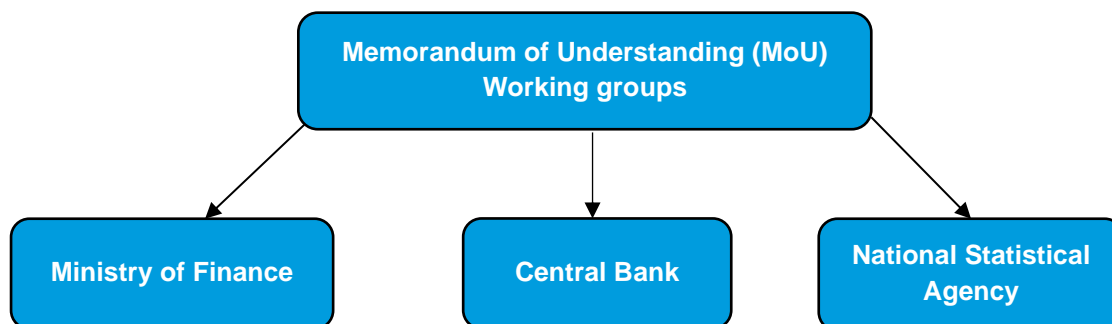 Memorandum of Understanding (MoU)
Working groups
Ministry of Finance
Central Bank
National Statistical
Agency